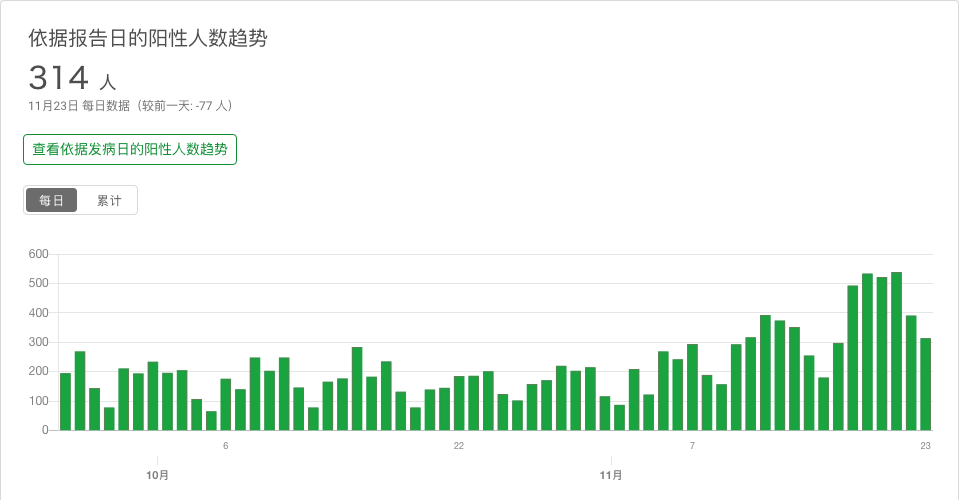 依据报告日的阳性人数趋势
314 人
11月23日 每日数据（较前一天: -77 人）
查看依据发病日的阳性人数趋势
每日 累计
600
500
400
300
200
100
0
6 22 7 23
10月 11月